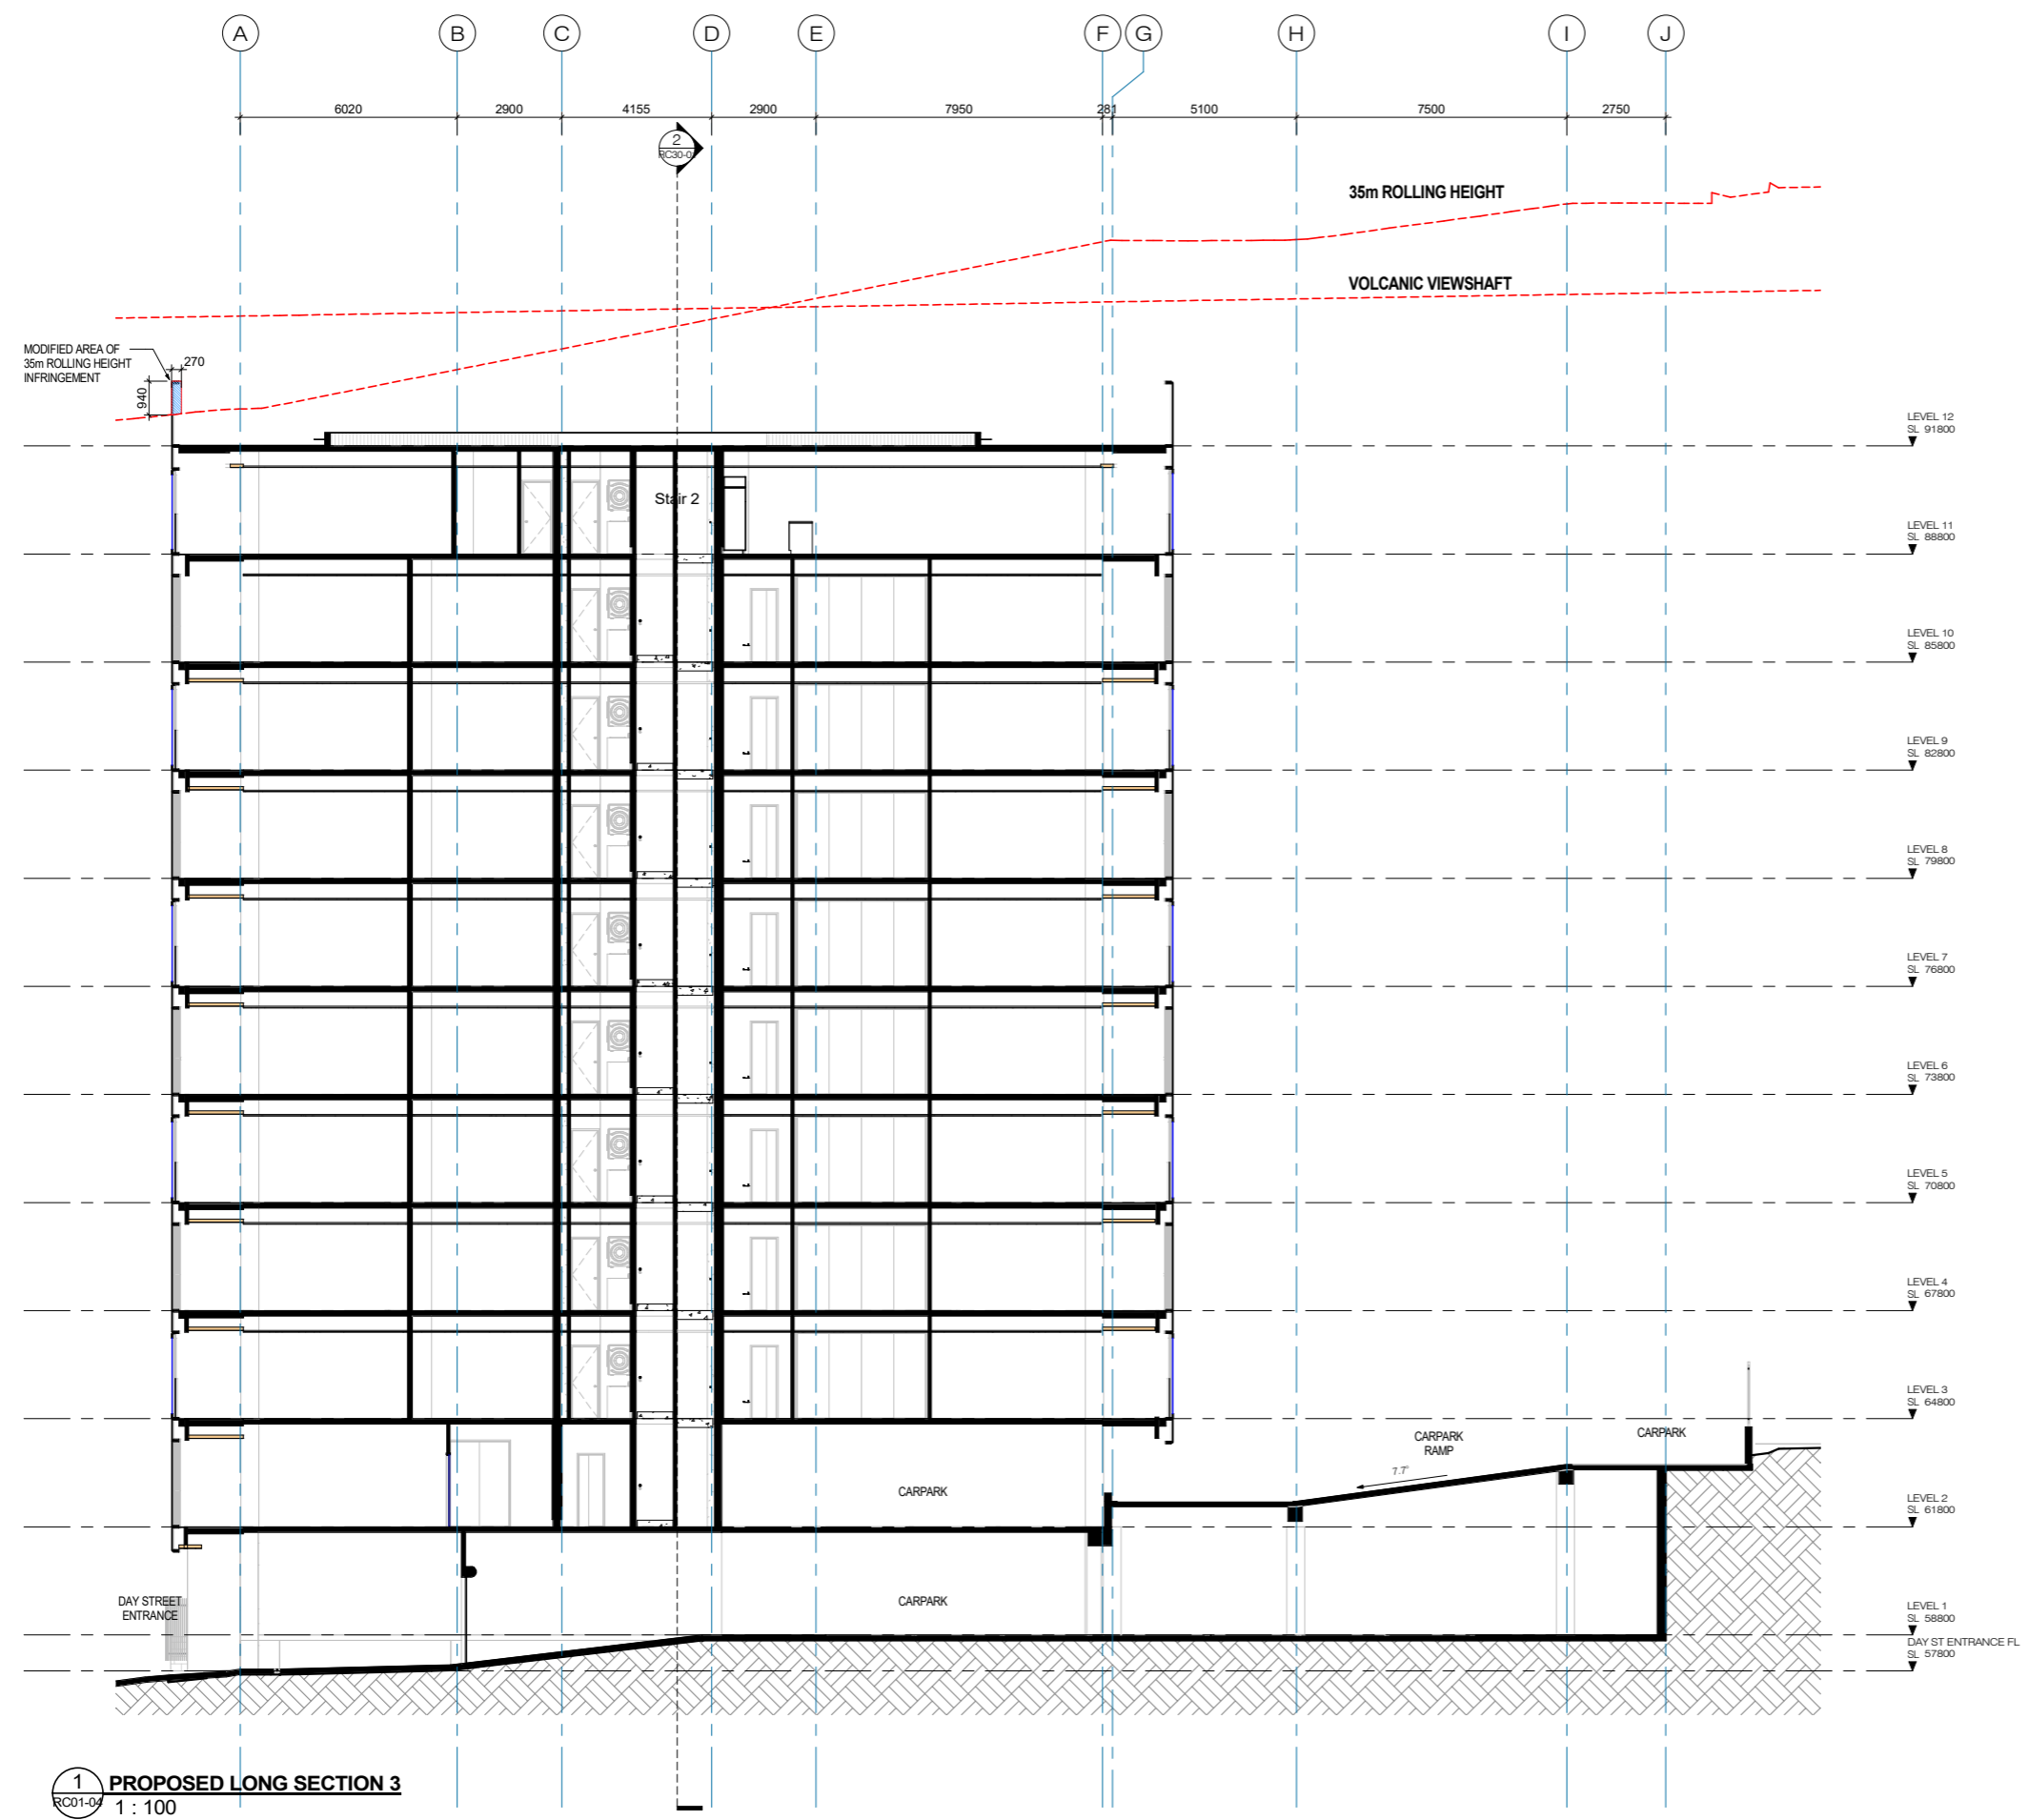 A B C D E F G H I J
6020 2900 4155 2900 7950 281 5100 7500 2750
2
35m ROLLING HEIGHT
VOLCANIC VIEWSHAFT
MODIFIED AREA OF
35m ROLLING HEIGHT
INFRINGEMENT
270
940
LEVEL 12
SL 91800
Stair 2
LEVEL 11
SL 88800
LEVEL 10
SL 85800
LEVEL 9
SL 82800
LEVEL 8
SL 79800
LEVEL 7
SL 76800
LEVEL 6
SL 73800
LEVEL 5
SL 70800
LEVEL 4
SL 67800
LEVEL 3
SL 64800
CARPARK
RAMP
CARPARK
7.7°
CARPARK
LEVEL 2
SL 61800
DAY STREET
ENTRANCE
CARPARK
LEVEL 1
SL 58800
DAY ST ENTRANCE FL
SL 57800
1
RC01-04
PROPOSED LONG SECTION 3
1 : 100